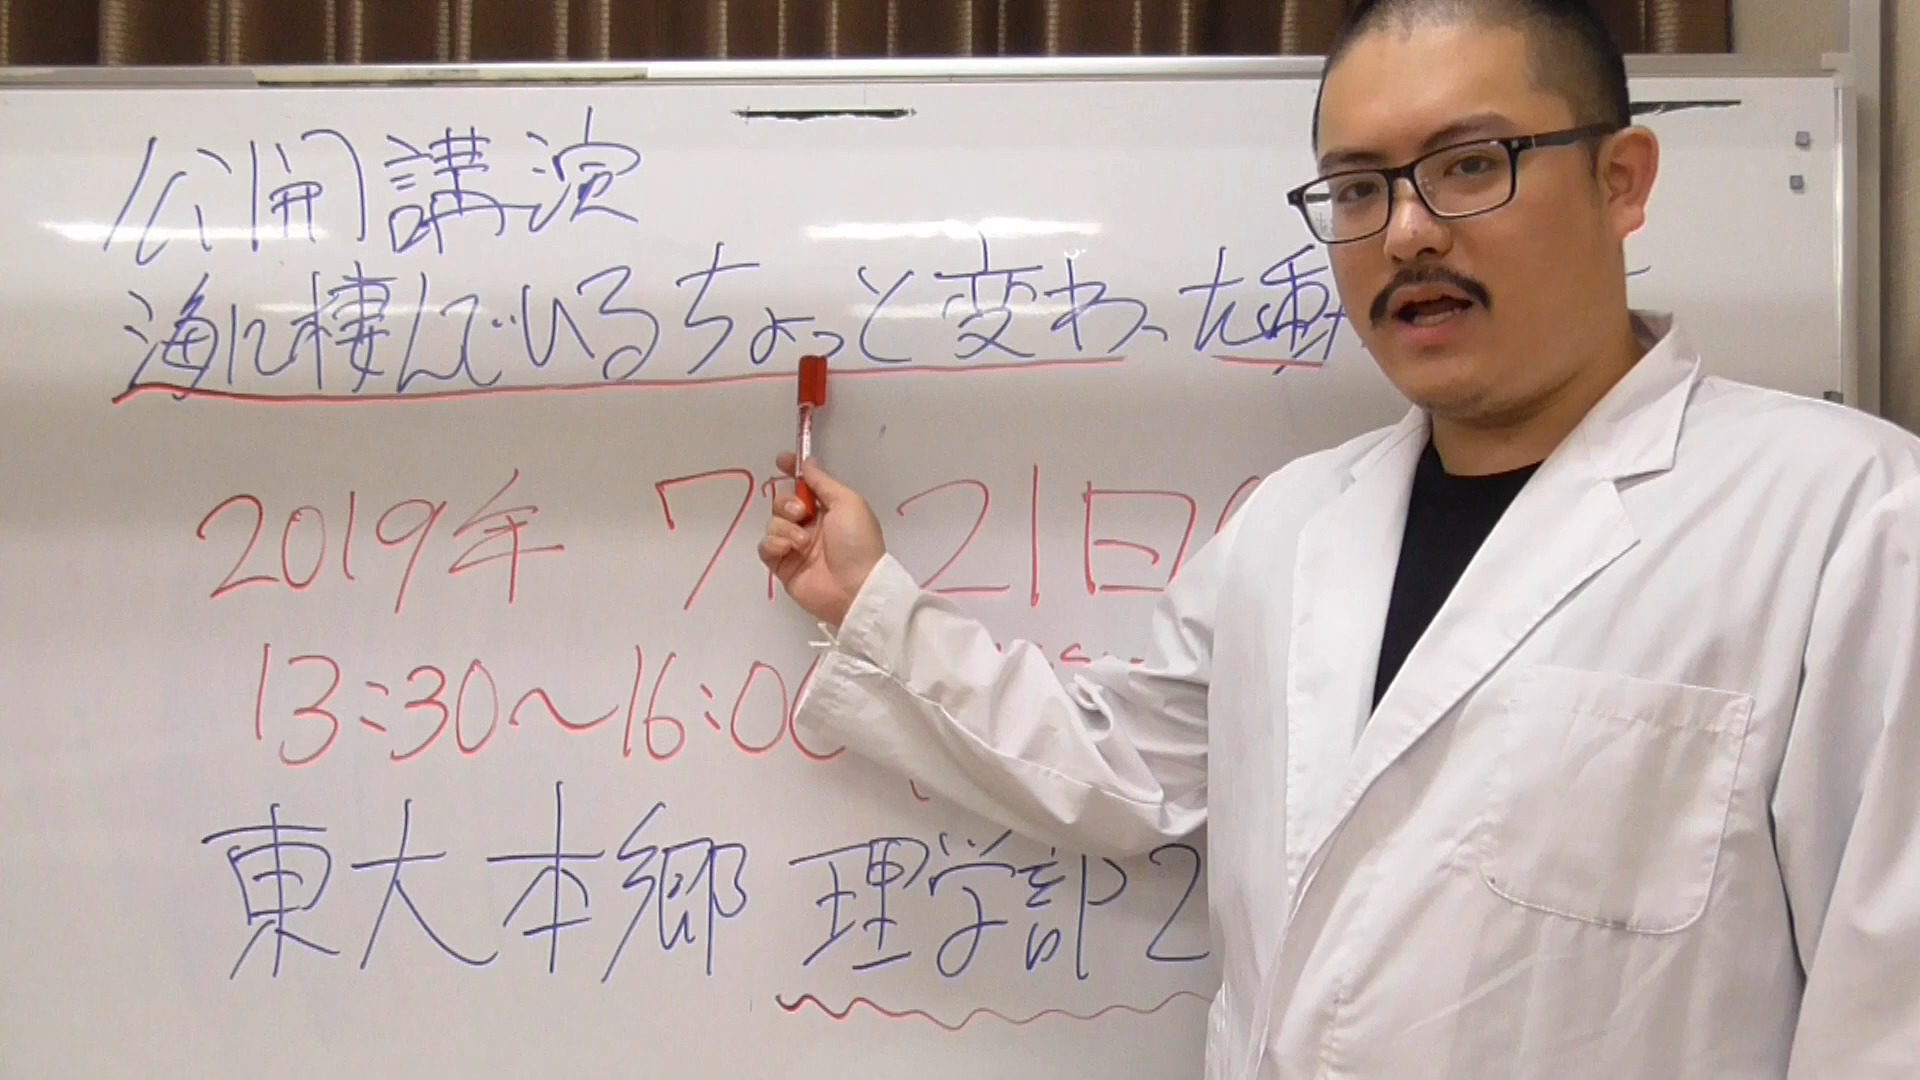 公開講演
海に棲んでいるちょっと変わった動
2019年 7月21日(
13:30～16:00
東大本郷 理学部2